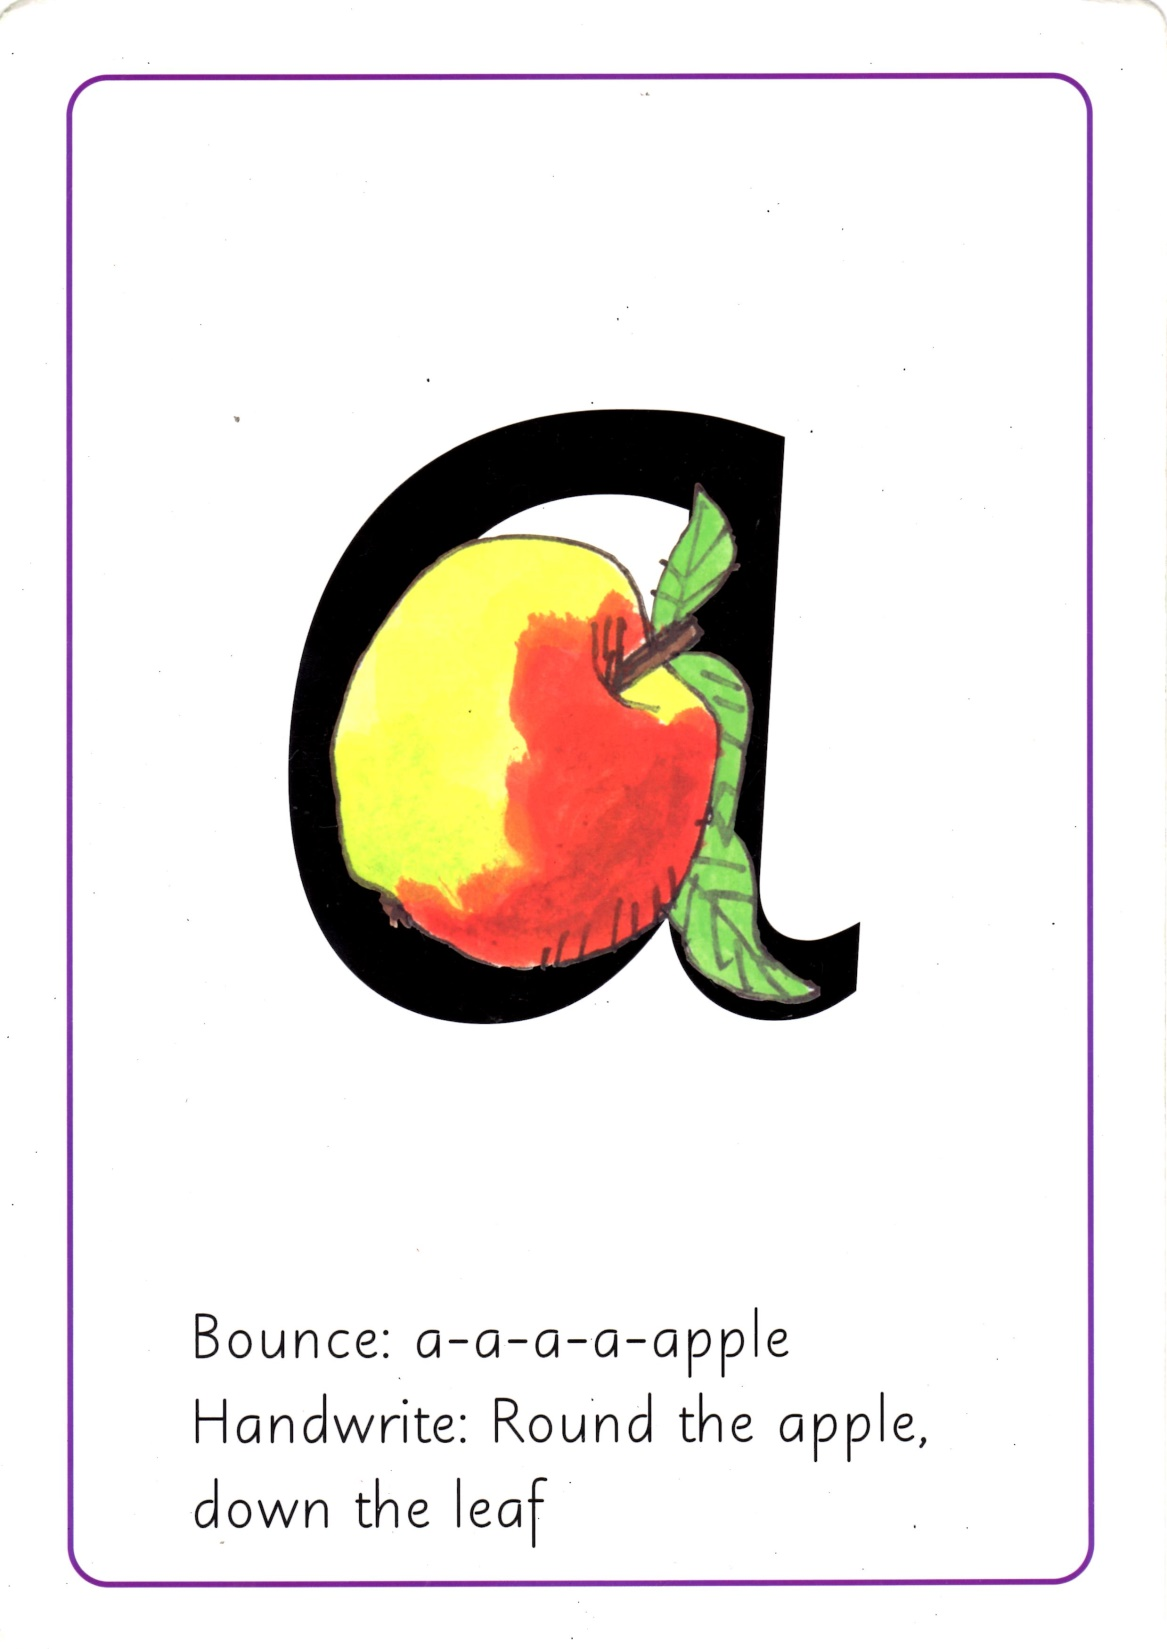 a
Bounce: a-a-a-a-apple
Handwrite: Round the apple,
down the leaf